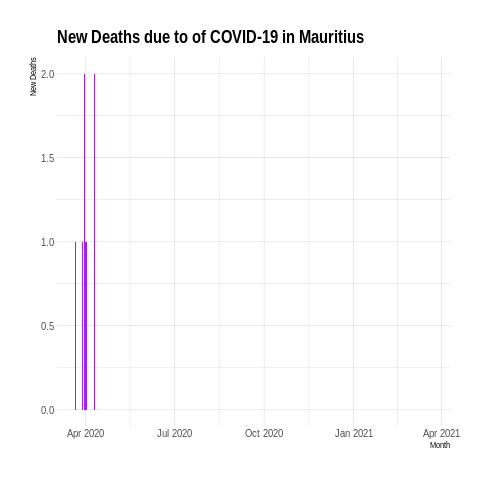 New Deaths due to of COVID-19 in Mauritius
New Deaths
2.0
1.5
1.0
0.5
0.0
Apr 2020 Jul 2020 Oct 2020 Jan 2021 Apr 2021
Month